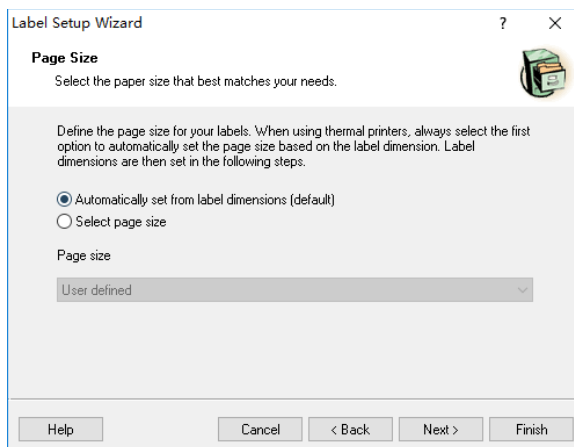 Label Setup Wizard
?
Page Size
Select the paper size that best matches your needs.
Define the page size for your labels. When using thermal printers, always select the first
option to automatically set the page size based on the label dimension. Label
dimensions are then set in the following steps.
Automatically set from label dimensions (default)
Select page size
Page size
User defined
Help
Cancel
< Back
Next >
Finish